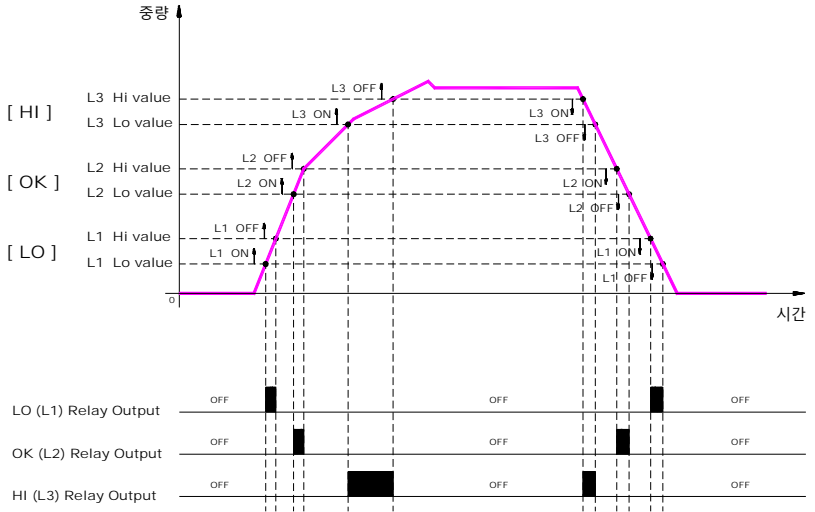 중량
L3 OFF
[ HI ]
L3 Hi value
L3 ON
L3 ON
L3 Lo value
L3 OFF
L2 OFF
[ OK ]
L2 Hi value
L2 ON
L2 ON
L2 Lo value
L2 OFF
L1 OFF
[ LO ]
L1 Hi value
L1 ON
L1 ON
L1 Lo value
L1 OFF
0
시간
LO (L1) Relay Output
OFF
OFF
OFF
OK (L2) Relay Output
OFF
OFF
OFF
HI (L3) Relay Output
OFF
OFF
OFF